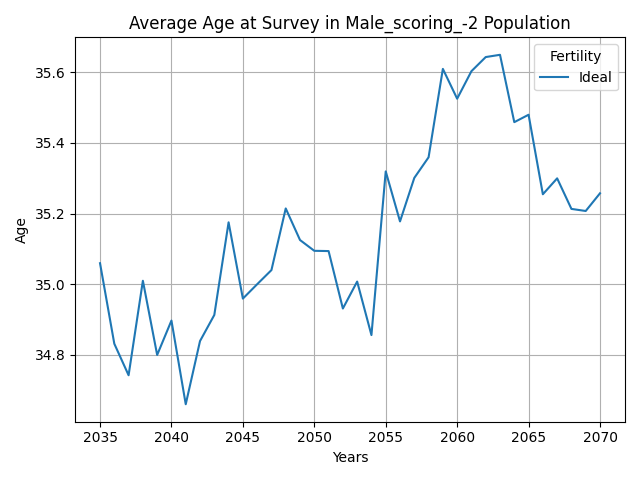 Average Age at Survey in Male_scoring_-2 Population
Fertility
Ideal
Age
35.6
35.4
35.2
35.0
34.8
2035 2040 2045 2050 2055 2060 2065 2070
Years